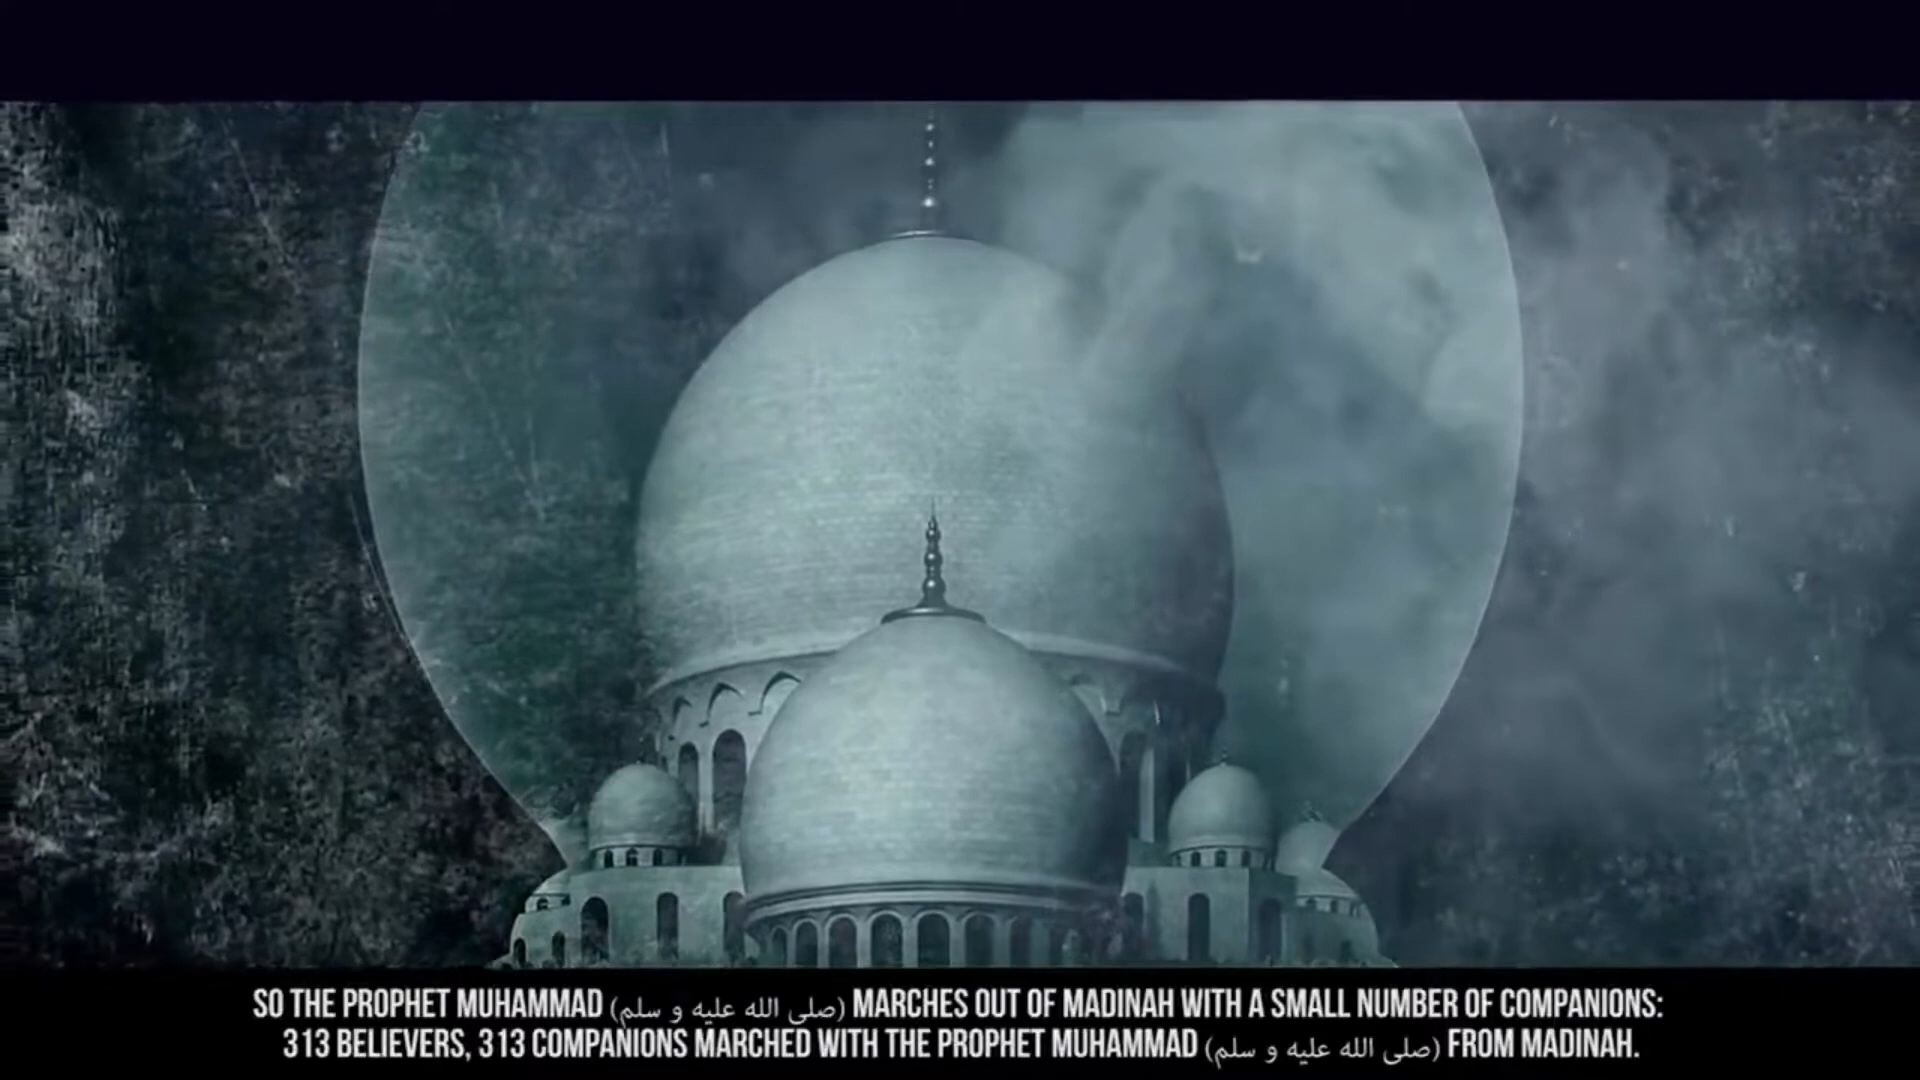 SO THE PROPHET MUHAMMAD (صلى الله عليه و سلم) MARCHES OUT OF MADINAH WITH A SMALL NUMBER OF COMPANIONS:
313 BELIEVERS, 313 COMPANIONS MARCHED WITH THE PROPHET MUHAMMAD (صلى الله عليه و سلم) FROM MADINAH.